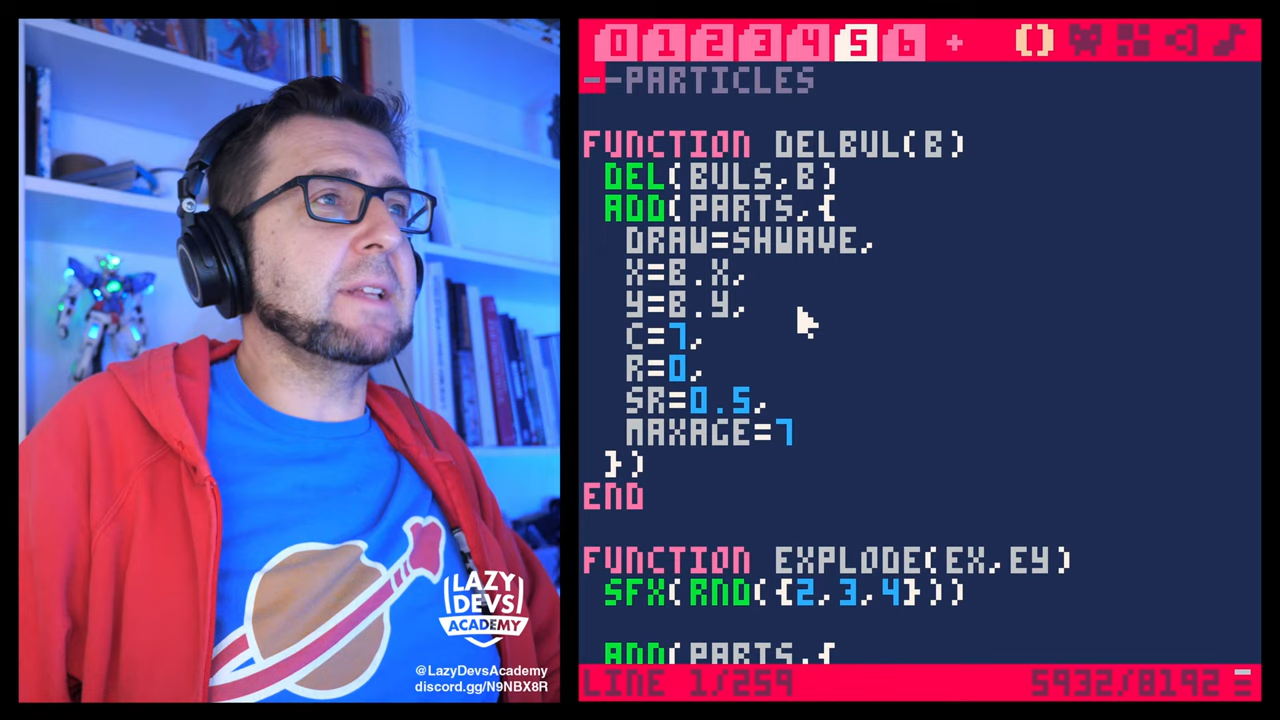 0 1 2 3 4 5 6 + ()
--PARTICLES
FUNCTION DELBUL(B)
DEL(BULS,B)
ADD(PARTS,{
DRAW=SHWAVE,
X=B.X,
Y=B.Y,
C=7,
R=0,
SR=0.5,
MAXAGE=7
})
END
FUNCTION EXPLODE(EX,EY)
SFX(RND({2,3,4}))
ADD(PARTS,{
LINE 1/259
5932/8192
LAZY
DEVS
ACADEMY
@LazyDevsAcademy
discord.gg/N9NBX8R